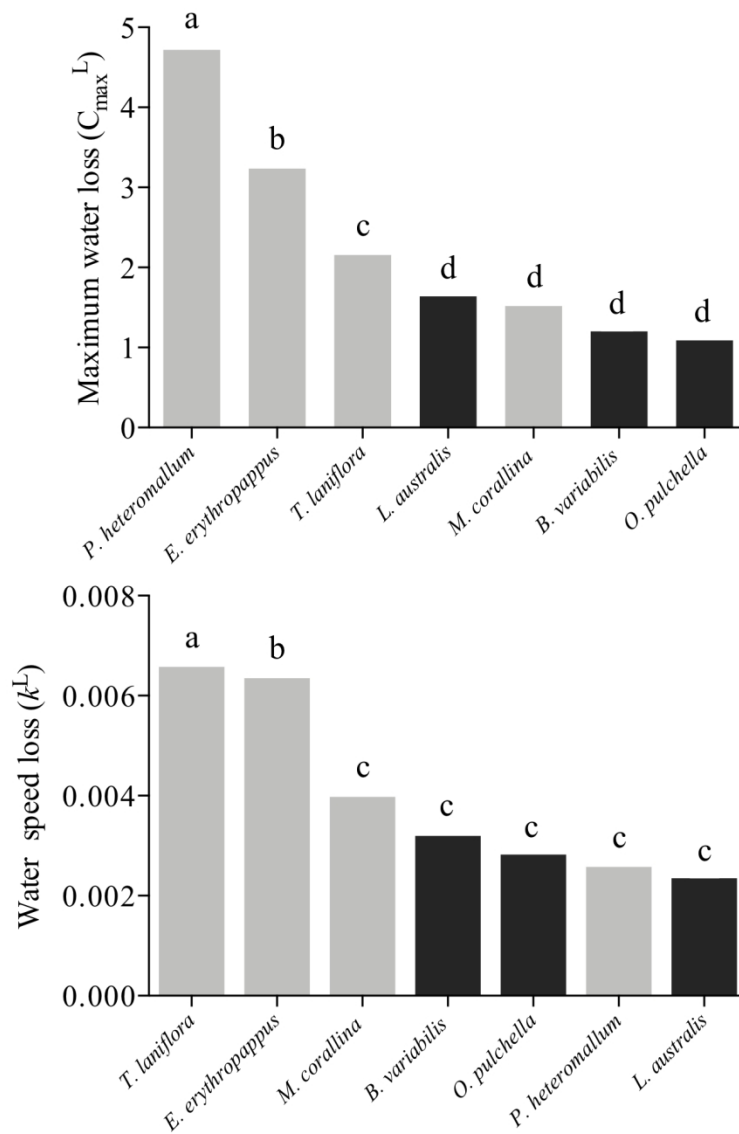 Maximum water loss (Cmax^L)
5
4
3
2
1
0
a
b
c
d
d
d
d
P. heteromallum
E. erythropappus
T. laniflora
L. australis
M. corallina
B. variabilis
O. pulchella
Water speed loss (k^L)
0.008
0.006
0.004
0.002
0.000
a
b
c
c
c
c
c
T. laniflora
E. erythropappus
M. corallina
B. variabilis
O. pulchella
P. heteromallum
L. australis